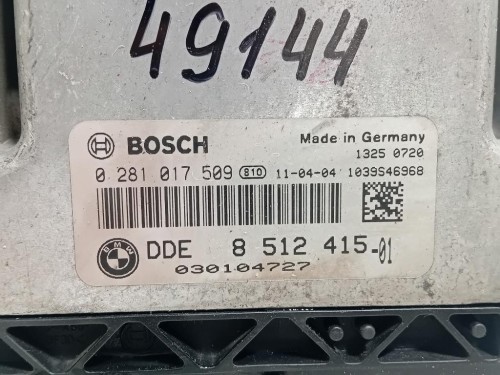 49144
BOSCH Made in Germany
1325 0720
0 281 017 509 810 11-04-04 1039S46968
BMW DDE 8 512 415-01
030104727